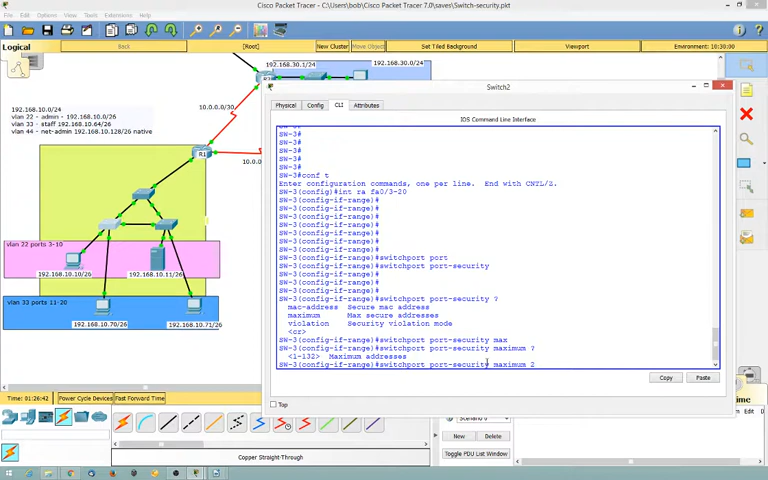 Cisco Packet Tracer - C:\Users\bob\Cisco Packet Tracer 7.0\saves\Switch-security.pkt
File Edit Options View Tools Extensions Help
Logical
Back
[Root]
New Cluster
Move Object
Set Tiled Background
Viewport
Environment: 10:30:00
192.168.30.1/24
192.168.30.0/24
192.168.10.0/24
vlan 22 - admin - 192.168.10.0/26
vlan 33 - staff 192.168.10.64/26
vlan 44 - net-admin 192.168.10.128/26 native
10.0.0.0/30
R1
10.0.
vlan 22 ports 3-10
192.168.10.10/26
192.168.10.11/26
vlan 33 ports 11-20
192.168.10.70/26
192.168.10.71/26
Switch2
Physical
Config
CLI
Attributes
IOS Command Line Interface
SW-3#
SW-3#
SW-3#
SW-3#
SW-3#
SW-3#conf t
Enter configuration commands, one per line.  End with CNTL/Z.
SW-3(config)#int ra fa0/3-20
SW-3(config-if-range)#
SW-3(config-if-range)#
SW-3(config-if-range)#
SW-3(config-if-range)#
SW-3(config-if-range)#
SW-3(config-if-range)#
SW-3(config-if-range)#
SW-3(config-if-range)#switchport port
SW-3(config-if-range)#switchport port-security
SW-3(config-if-range)#
SW-3(config-if-range)#
SW-3(config-if-range)#
SW-3(config-if-range)#switchport port-security ?
mac-address  Secure mac address
maximum  Max secure addresses
violation  Security violation mode
<cr>
SW-3(config-if-range)#switchport port-security max
SW-3(config-if-range)#switchport port-security maximum ?
<1-132>  Maximum addresses
SW-3(config-if-range)#switchport port-security maximum 2
Copy
Paste
Top
Time: 01:26:42
Power Cycle Devices
Fast Forward Time
Scenario 0
New
Delete
Toggle PDU List Window
Copper Straight-Through